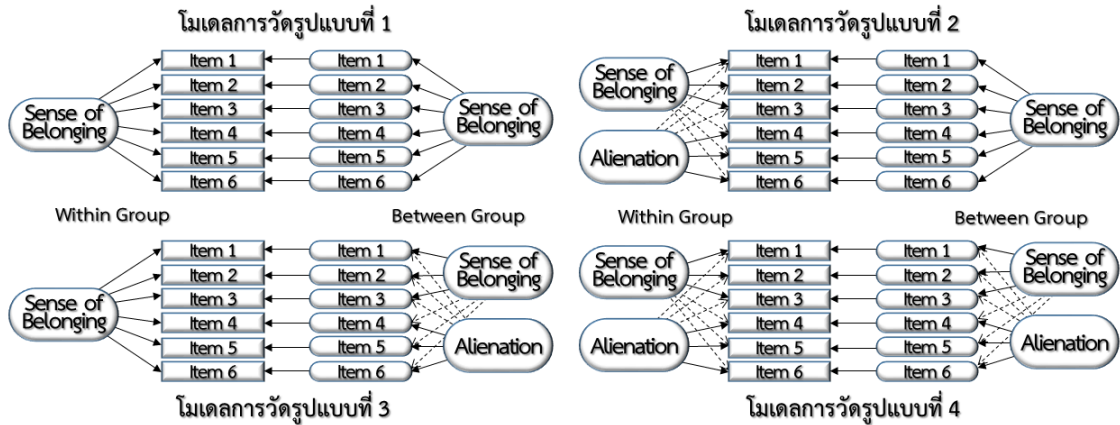 โมเดลการวัดรูปแบบที่ 1
Sense of
Belonging
Item 1
Item 2
Item 3
Item 4
Item 5
Item 6
Item 1
Item 2
Item 3
Item 4
Item 5
Item 6
Sense of
Belonging
โมเดลการวัดรูปแบบที่ 2
Sense of
Belonging
Alienation
Item 1
Item 2
Item 3
Item 4
Item 5
Item 6
Item 1
Item 2
Item 3
Item 4
Item 5
Item 6
Sense of
Belonging
Within Group
Between Group
Within Group
Between Group
Sense of
Belonging
Item 1
Item 2
Item 3
Item 4
Item 5
Item 6
Item 1
Item 2
Item 3
Item 4
Item 5
Item 6
Sense of
Belonging
Alienation
โมเดลการวัดรูปแบบที่ 3
Sense of
Belonging
Alienation
Item 1
Item 2
Item 3
Item 4
Item 5
Item 6
Item 1
Item 2
Item 3
Item 4
Item 5
Item 6
Sense of
Belonging
Alienation
โมเดลการวัดรูปแบบที่ 4